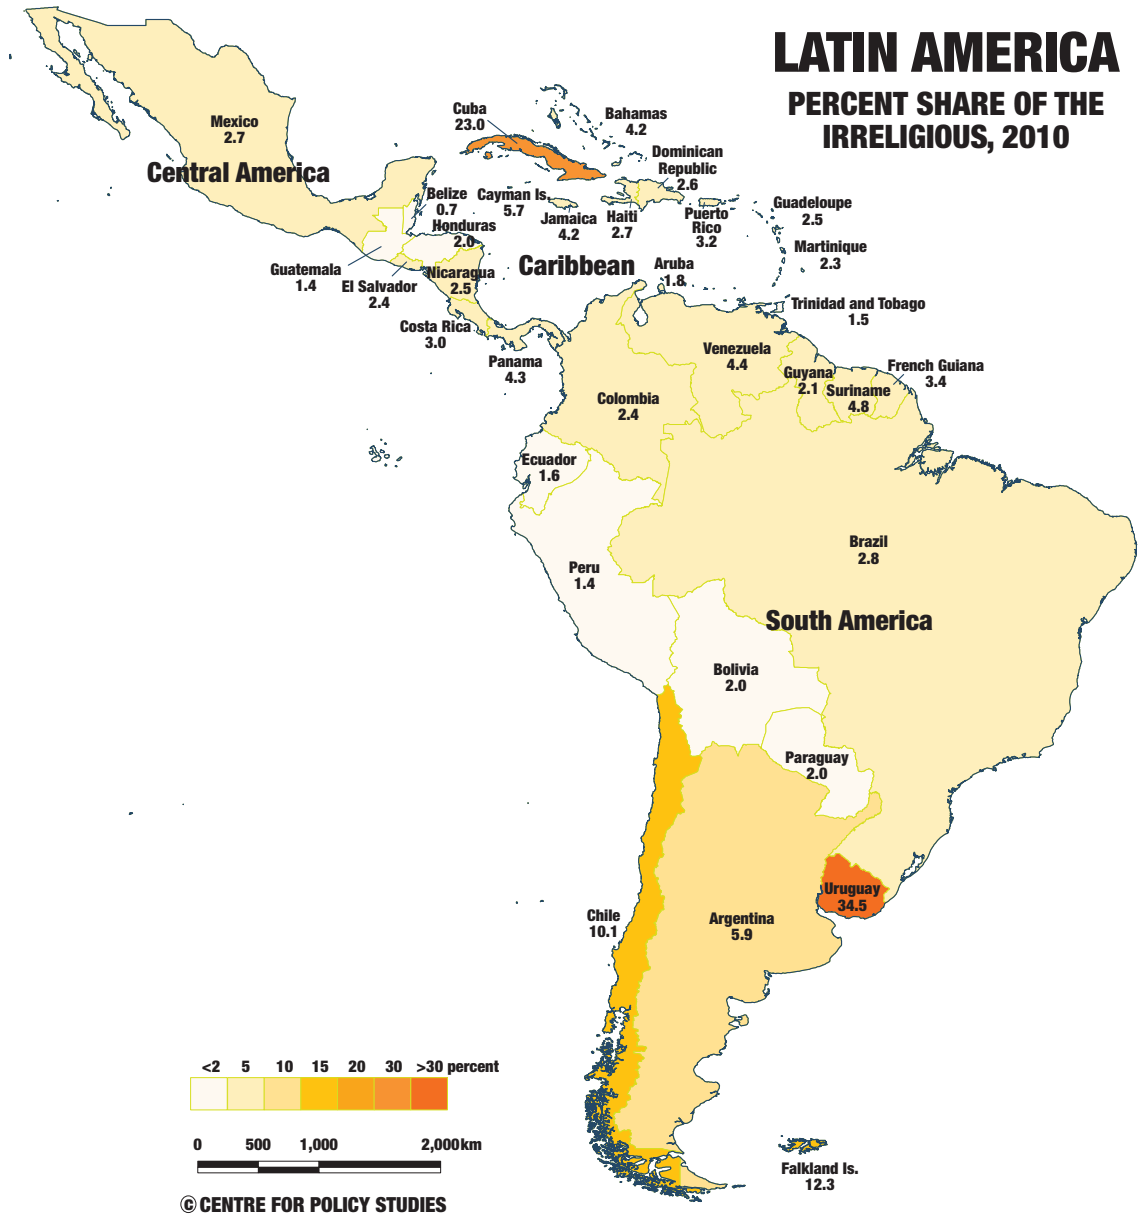 LATIN AMERICA
PERCENT SHARE OF THE
IRRELIGIOUS, 2010
Mexico
2.7
Central America
Cuba
23.0
Bahamas
4.2
Dominican
Republic
2.6
Belize
0.7
Cayman Is.
5.7
Jamaica
4.2
Haiti
2.7
Puerto
Rico
3.2
Guadeloupe
2.5
Honduras
2.0
Martinique
2.3
Guatemala
1.4
El Salvador
2.4
Nicaragua
2.5
Caribbean
Aruba
1.8
Trinidad and Tobago
1.5
Costa Rica
3.0
Panama
4.3
Venezuela
4.4
Guyana
2.1
Suriname
4.8
French Guiana
3.4
Colombia
2.4
Ecuador
1.6
Peru
1.4
Brazil
2.8
South America
Bolivia
2.0
Paraguay
2.0
Uruguay
34.5
Chile
10.1
Argentina
5.9
<2 5 10 15 20 30 >30 percent
0 500 1,000 2,000km
Falkland Is.
12.3
© CENTRE FOR POLICY STUDIES